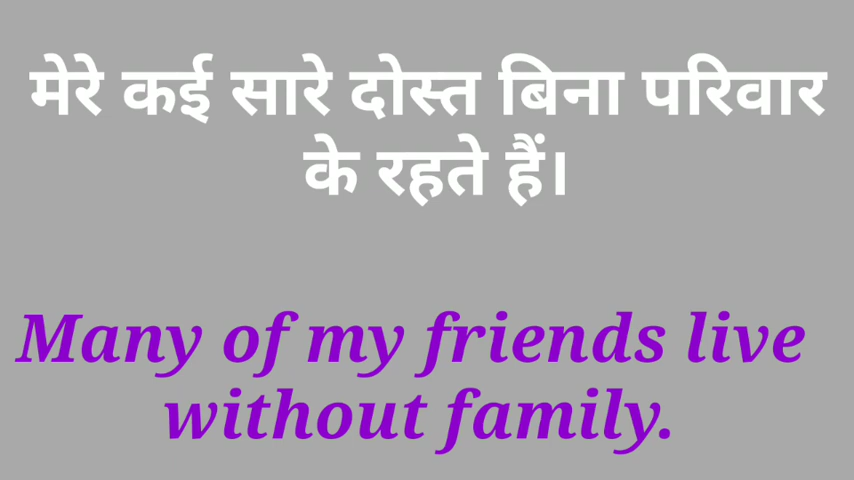 मेरे कई सारे दोस्त बिना परिवार
के रहते हैं।
Many of my friends live
without family.